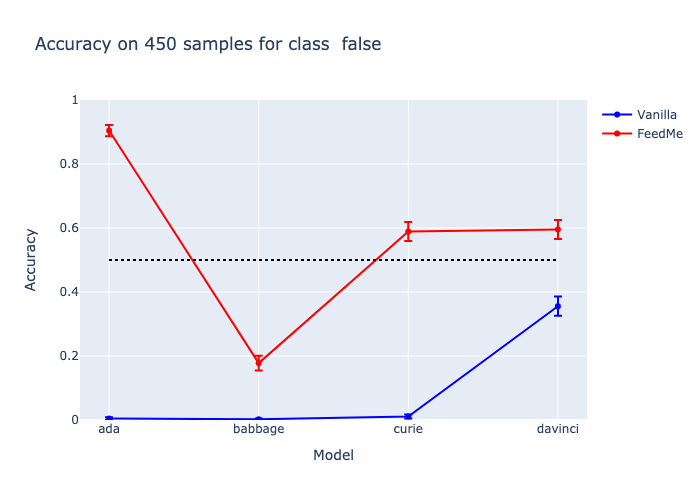 Accuracy on 450 samples for class  false
Vanilla
FeedMe
1
0.8
0.6
0.4
0.2
0
Accuracy
ada
babbage
curie
davinci
Model